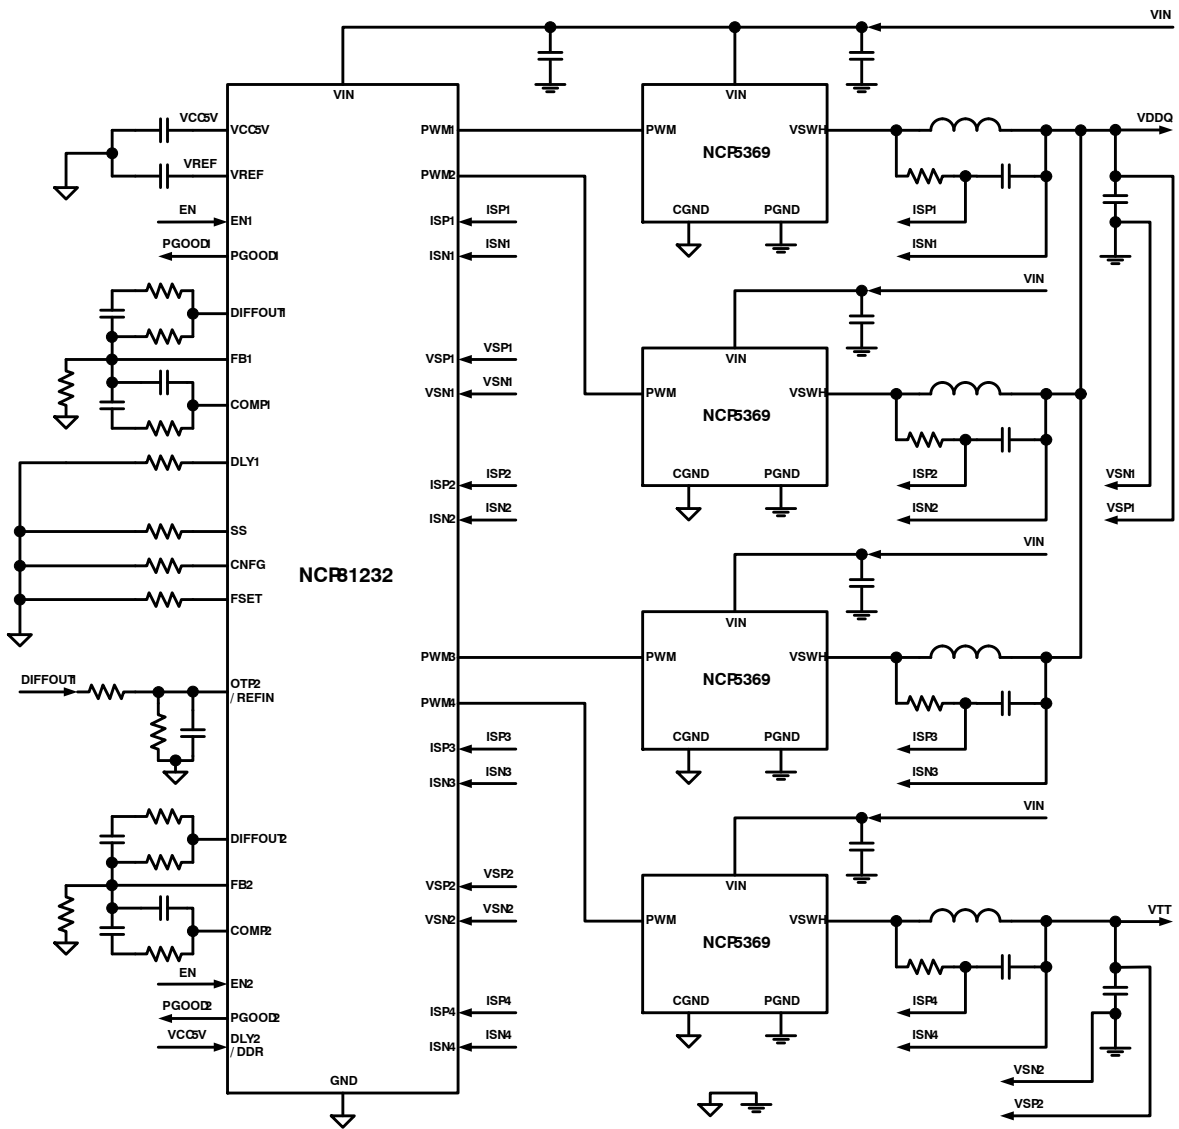 VIN
VIN
VIN
VCC5V
VCC5V
PWM1
PWM
VSWH
VDDQ
NCP5369
VREF
VREF
PWM2
EN
EN1
ISP1
ISP1
CGND
PGND
ISP1
PGOOD1
PGOOD1
ISN1
ISN1
ISN1
VIN
DIFFOUT1
FB1
VSP1
VSP1
VIN
VSN1
VSN1
PWM
VSWH
COMP1
NCP5369
DLY1
ISP2
ISP2
CGND
PGND
ISP2
VSN1
ISN2
ISN2
ISN2
VSP1
SS
VIN
CNFG
NCP81232
FSET
VIN
PWM3
PWM
VSWH
DIFFOUT1
OTP2
/ REFIN
NCP5369
PWM4
ISP3
ISP3
CGND
PGND
ISP3
ISN3
ISN3
ISN3
VIN
DIFFOUT2
FB2
VSP2
VSP2
VIN
VSN2
VSN2
PWM
VSWH
VTT
COMP2
NCP5369
EN
EN2
PGOOD2
PGOOD2
ISP4
ISP4
CGND
PGND
ISP4
VCC5V
DLY2
/ DDR
ISN4
ISN4
ISN4
GND
VSN2
VSP2